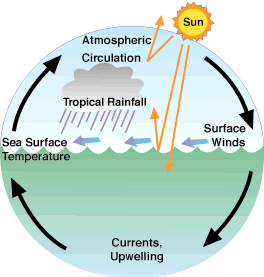 Sun
Atmospheric
Circulation
Tropical Rainfall
Sea Surface
Temperature
Surface
Winds
Currents,
Upwelling